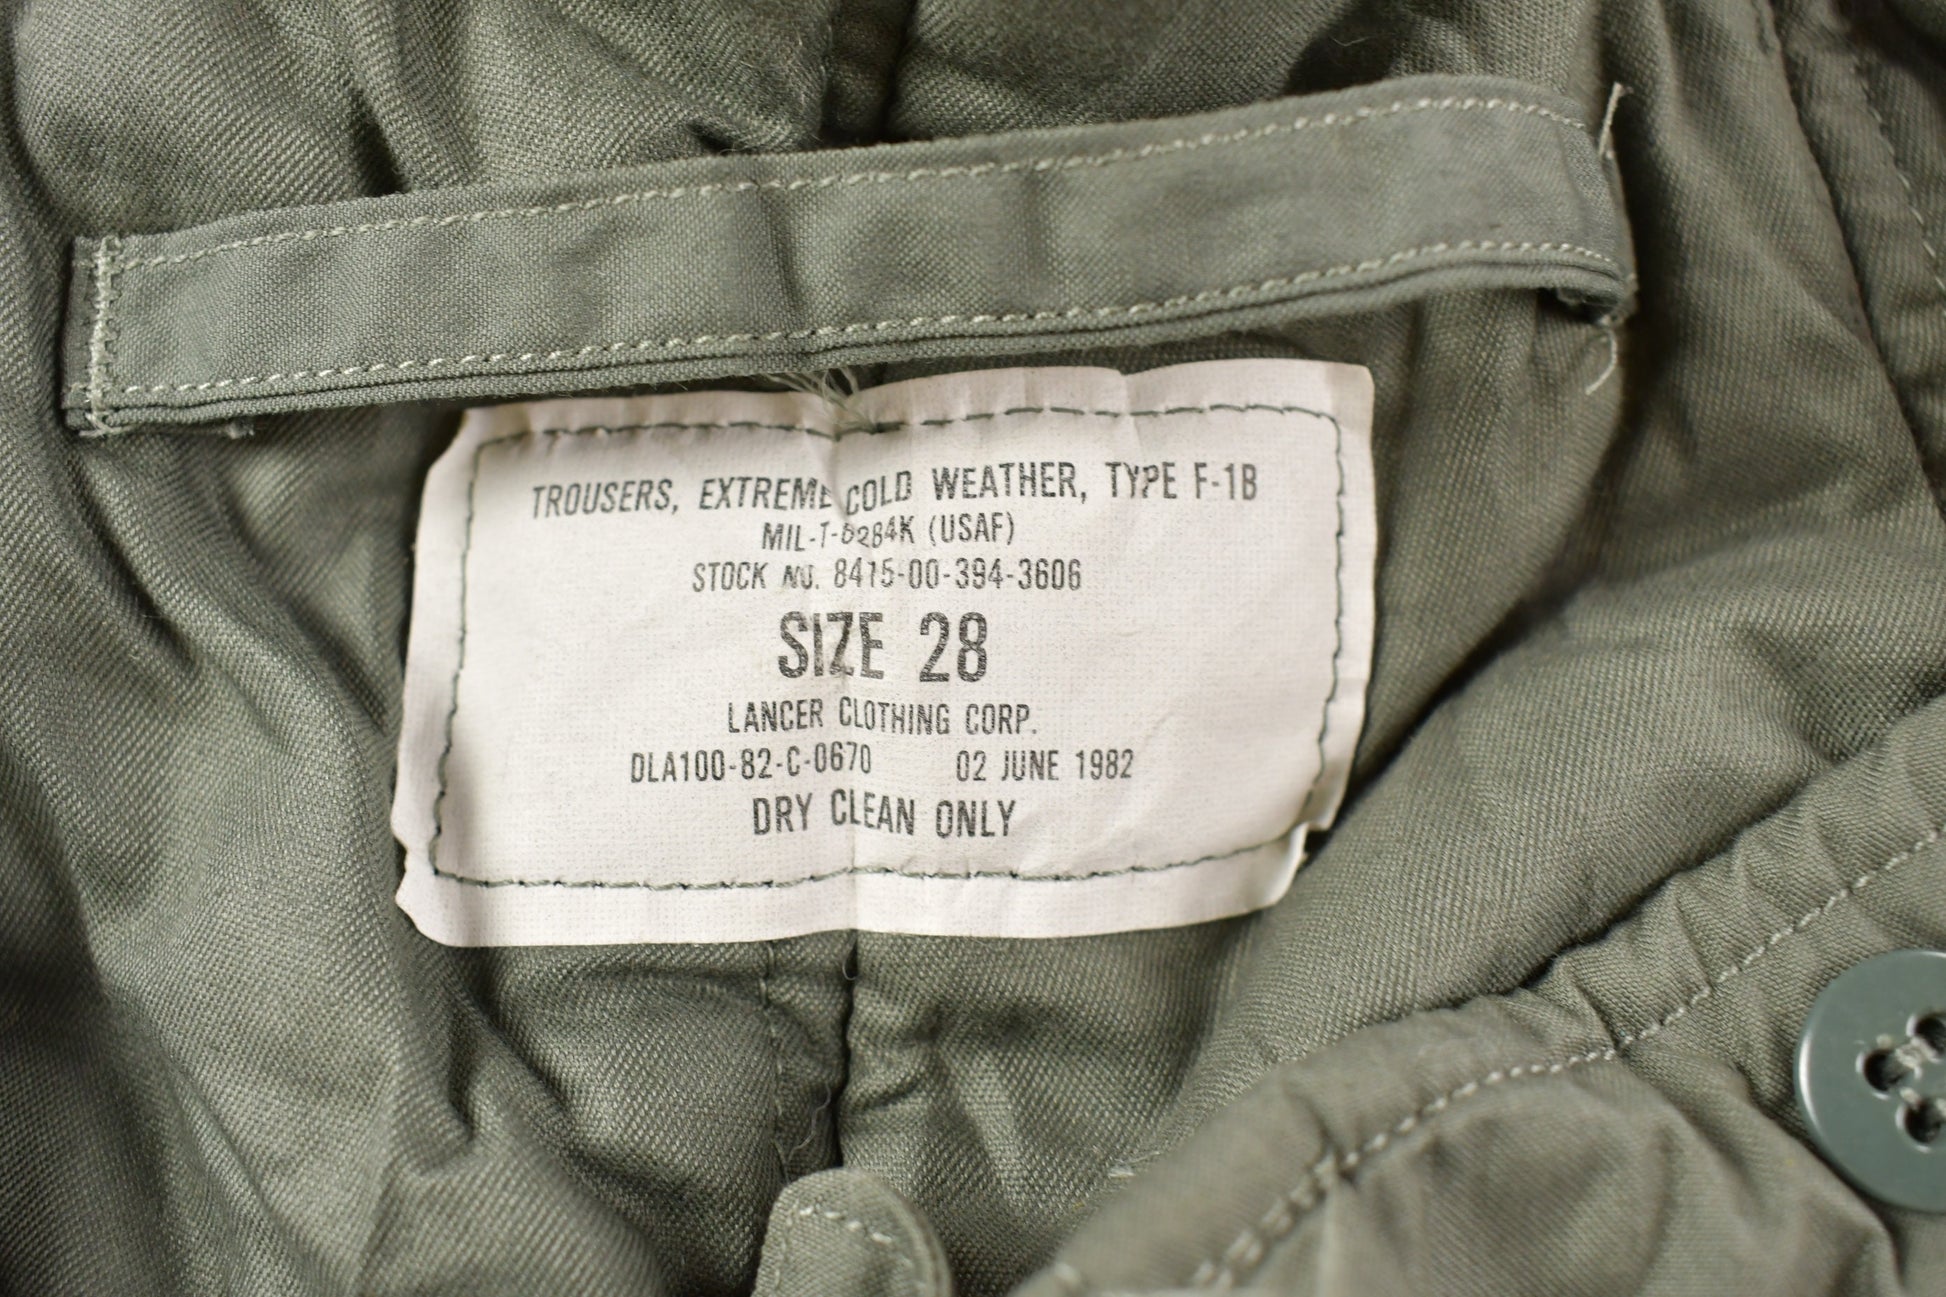 TROUSERS, EXTREME COLD WEATHER, TYPE F-1B
MIL-T-6284K (USAF)
STOCK NO. 8415-00-394-3606
SIZE 28
LANCER CLOTHING CORP.
DLA100-82-C-0670 02 JUNE 1982
DRY CLEAN ONLY